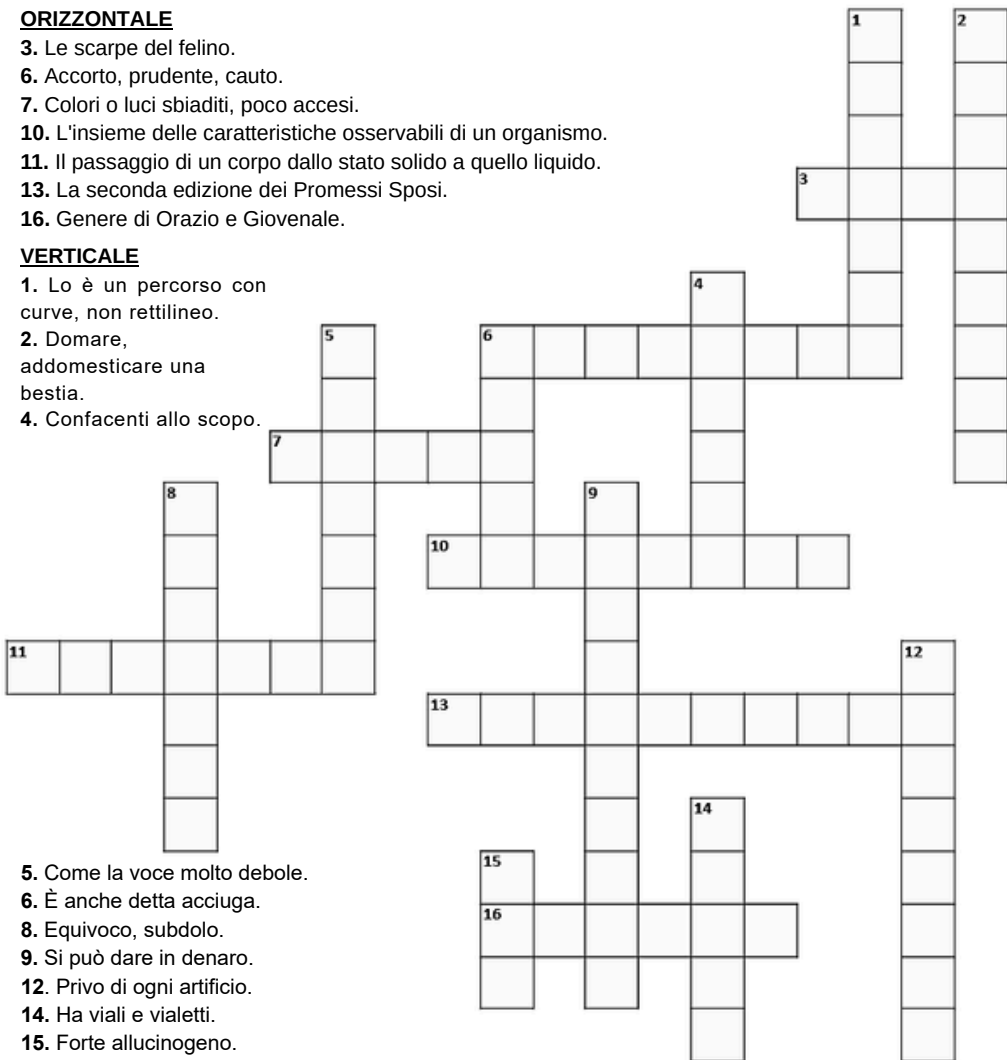 ORIZZONTALE
3. Le scarpe del felino.
6. Accorto, prudente, cauto.
7. Colori o luci sbiaditi, poco accesi.
10. L'insieme delle caratteristiche osservabili di un organismo.
11. Il passaggio di un corpo dallo stato solido a quello liquido.
13. La seconda edizione dei Promessi Sposi.
16. Genere di Orazio e Giovenale.
VERTICALE
1. Lo è un percorso con
curve, non rettilineo.
2. Domare,
addomesticare una
bestia.
4. Confacenti allo scopo.
5. Come la voce molto debole.
6. È anche detta acciuga.
8. Equivoco, subdolo.
9. Si può dare in denaro.
12. Privo di ogni artificio.
14. Ha viali e vialetti.
15. Forte allucinogeno.
1
2
3
4
5
6
7
8
9
10
11
12
13
14
15
16